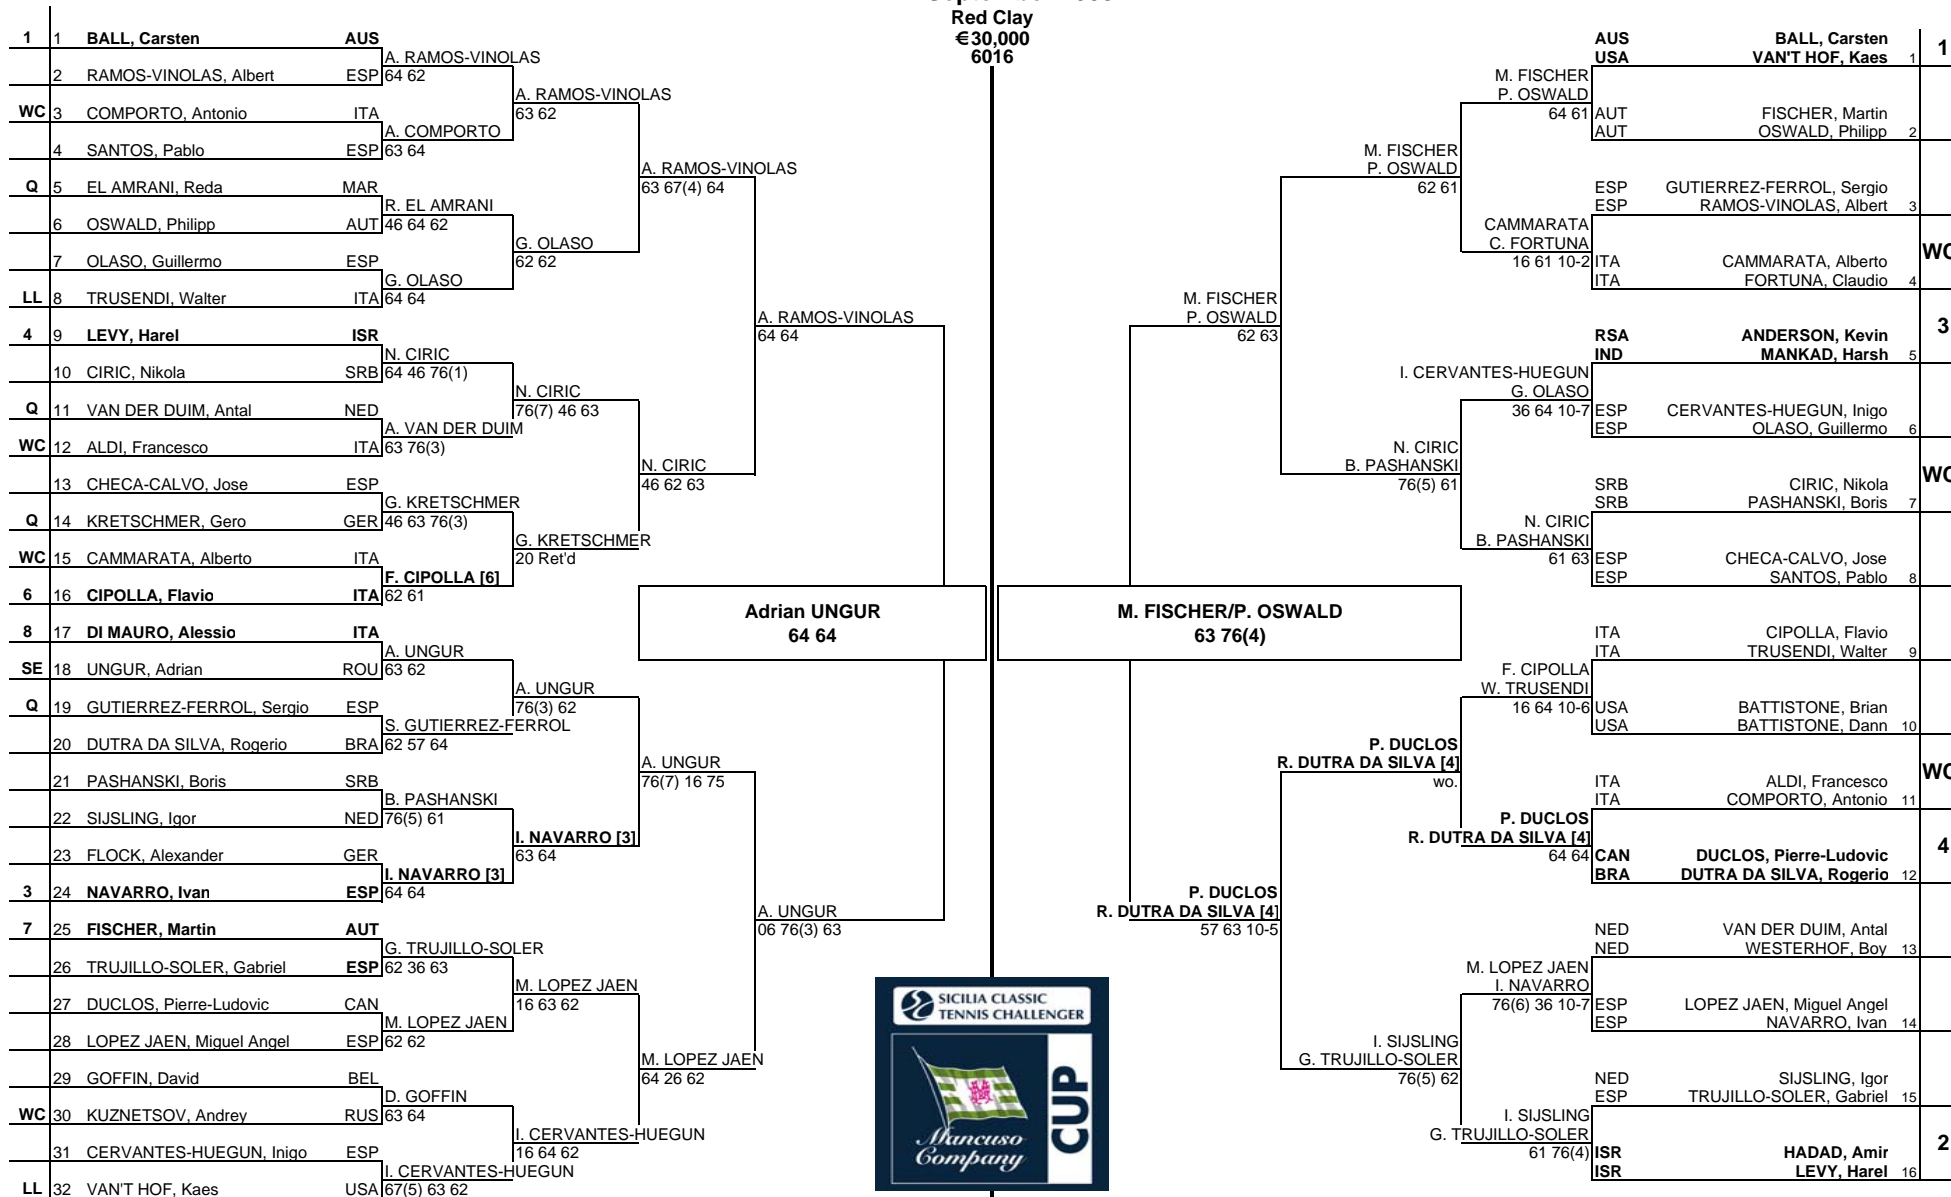 Red Clay
€30,000
6016
1 1 BALL, Carsten AUS
A. RAMOS-VINOLAS
2 RAMOS-VINOLAS, Albert ESP 64 62
A. RAMOS-VINOLAS
WC 3 COMPORTO, Antonio ITA 63 62
A. COMPORTO
4 SANTOS, Pablo ESP 63 64
A. RAMOS-VINOLAS
Q 5 EL AMRANI, Reda MAR 63 67(4) 64
R. EL AMRANI
6 OSWALD, Philipp AUT 46 64 62
G. OLASO
7 OLASO, Guillermo ESP 62 62
G. OLASO
LL 8 TRUSENDI, Walter ITA 64 64
A. RAMOS-VINOLAS
4 9 LEVY, Harel ISR 64 64
N. CIRIC
10 CIRIC, Nikola SRB 64 46 76(1)
N. CIRIC
Q 11 VAN DER DUIM, Antal NED 76(7) 46 63
A. VAN DER DUIM
WC 12 ALDI, Francesco ITA 63 76(3)
N. CIRIC
13 CHECA-CALVO, Jose ESP 46 62 63
G. KRETSCHMER
Q 14 KRETSCHMER, Gero GER 46 63 76(3)
G. KRETSCHMER
WC 15 CAMMARATA, Alberto ITA 20 Ret'd
F. CIPOLLA [6]
6 16 CIPOLLA, Flavio ITA 62 61
Adrian UNGUR
64 64
8 17 DI MAURO, Alessio ITA
A. UNGUR
SE 18 UNGUR, Adrian ROU 63 62
A. UNGUR
Q 19 GUTIERREZ-FERROL, Sergio ESP 76(3) 62
S. GUTIERREZ-FERROL
20 DUTRA DA SILVA, Rogerio BRA 62 57 64
A. UNGUR
21 PASHANSKI, Boris SRB 76(7) 16 75
B. PASHANSKI
22 SIJSLING, Igor NED 76(5) 61
I. NAVARRO [3]
23 FLOCK, Alexander GER 63 64
I. NAVARRO [3]
3 24 NAVARRO, Ivan ESP 64 64
A. UNGUR
7 25 FISCHER, Martin AUT 06 76(3) 63
G. TRUJILLO-SOLER
26 TRUJILLO-SOLER, Gabriel ESP 62 36 63
M. LOPEZ JAEN
27 DUCLOS, Pierre-Ludovic CAN 16 63 62
M. LOPEZ JAEN
28 LOPEZ JAEN, Miguel Angel ESP 62 62
M. LOPEZ JAEN
29 GOFFIN, David BEL 64 26 62
D. GOFFIN
WC 30 KUZNETSOV, Andrey RUS 63 64
I. CERVANTES-HUEGUN
31 CERVANTES-HUEGUN, Inigo ESP 16 64 62
I. CERVANTES-HUEGUN
LL 32 VAN'T HOF, Kaes USA 67(5) 63 62
AUS BALL, Carsten 1
USA VAN'T HOF, Kaes 1
M. FISCHER
P. OSWALD
64 61 AUT FISCHER, Martin
AUT OSWALD, Philipp 2
M. FISCHER
P. OSWALD
62 61
ESP GUTIERREZ-FERROL, Sergio
ESP RAMOS-VINOLAS, Albert 3
CAMMARATA
C. FORTUNA
WC
16 61 10-2 ITA CAMMARATA, Alberto
ITA FORTUNA, Claudio 4
M. FISCHER
P. OSWALD
62 63
3
RSA ANDERSON, Kevin
IND MANKAD, Harsh 5
I. CERVANTES-HUEGUN
G. OLASO
36 64 10-7 ESP CERVANTES-HUEGUN, Inigo
ESP OLASO, Guillermo 6
N. CIRIC
B. PASHANSKI
76(5) 61
WC
SRB CIRIC, Nikola
SRB PASHANSKI, Boris 7
N. CIRIC
B. PASHANSKI
61 63 ESP CHECA-CALVO, Jose
ESP SANTOS, Pablo 8
M. FISCHER/P. OSWALD
63 76(4)
ITA CIPOLLA, Flavio
ITA TRUSENDI, Walter 9
F. CIPOLLA
W. TRUSENDI
16 64 10-6 USA BATTISTONE, Brian
USA BATTISTONE, Dann 10
P. DUCLOS
R. DUTRA DA SILVA [4]
wo.
WC
ITA ALDI, Francesco
ITA COMPORTO, Antonio 11
P. DUCLOS
R. DUTRA DA SILVA [4]
4
64 64 CAN DUCLOS, Pierre-Ludovic
BRA DUTRA DA SILVA, Rogerio 12
P. DUCLOS
R. DUTRA DA SILVA [4]
57 63 10-5
NED VAN DER DUIM, Antal
NED WESTERHOF, Boy 13
M. LOPEZ JAEN
I. NAVARRO
76(6) 36 10-7 ESP LOPEZ JAEN, Miguel Angel
ESP NAVARRO, Ivan 14
I. SIJSLING
G. TRUJILLO-SOLER
76(5) 62
NED SIJSLING, Igor
ESP TRUJILLO-SOLER, Gabriel 15
I. SIJSLING
G. TRUJILLO-SOLER
2
61 76(4) ISR HADAD, Amir
ISR LEVY, Harel 16
SICILIA CLASSIC
TENNIS CHALLENGER
Mancuso
Company
CUP